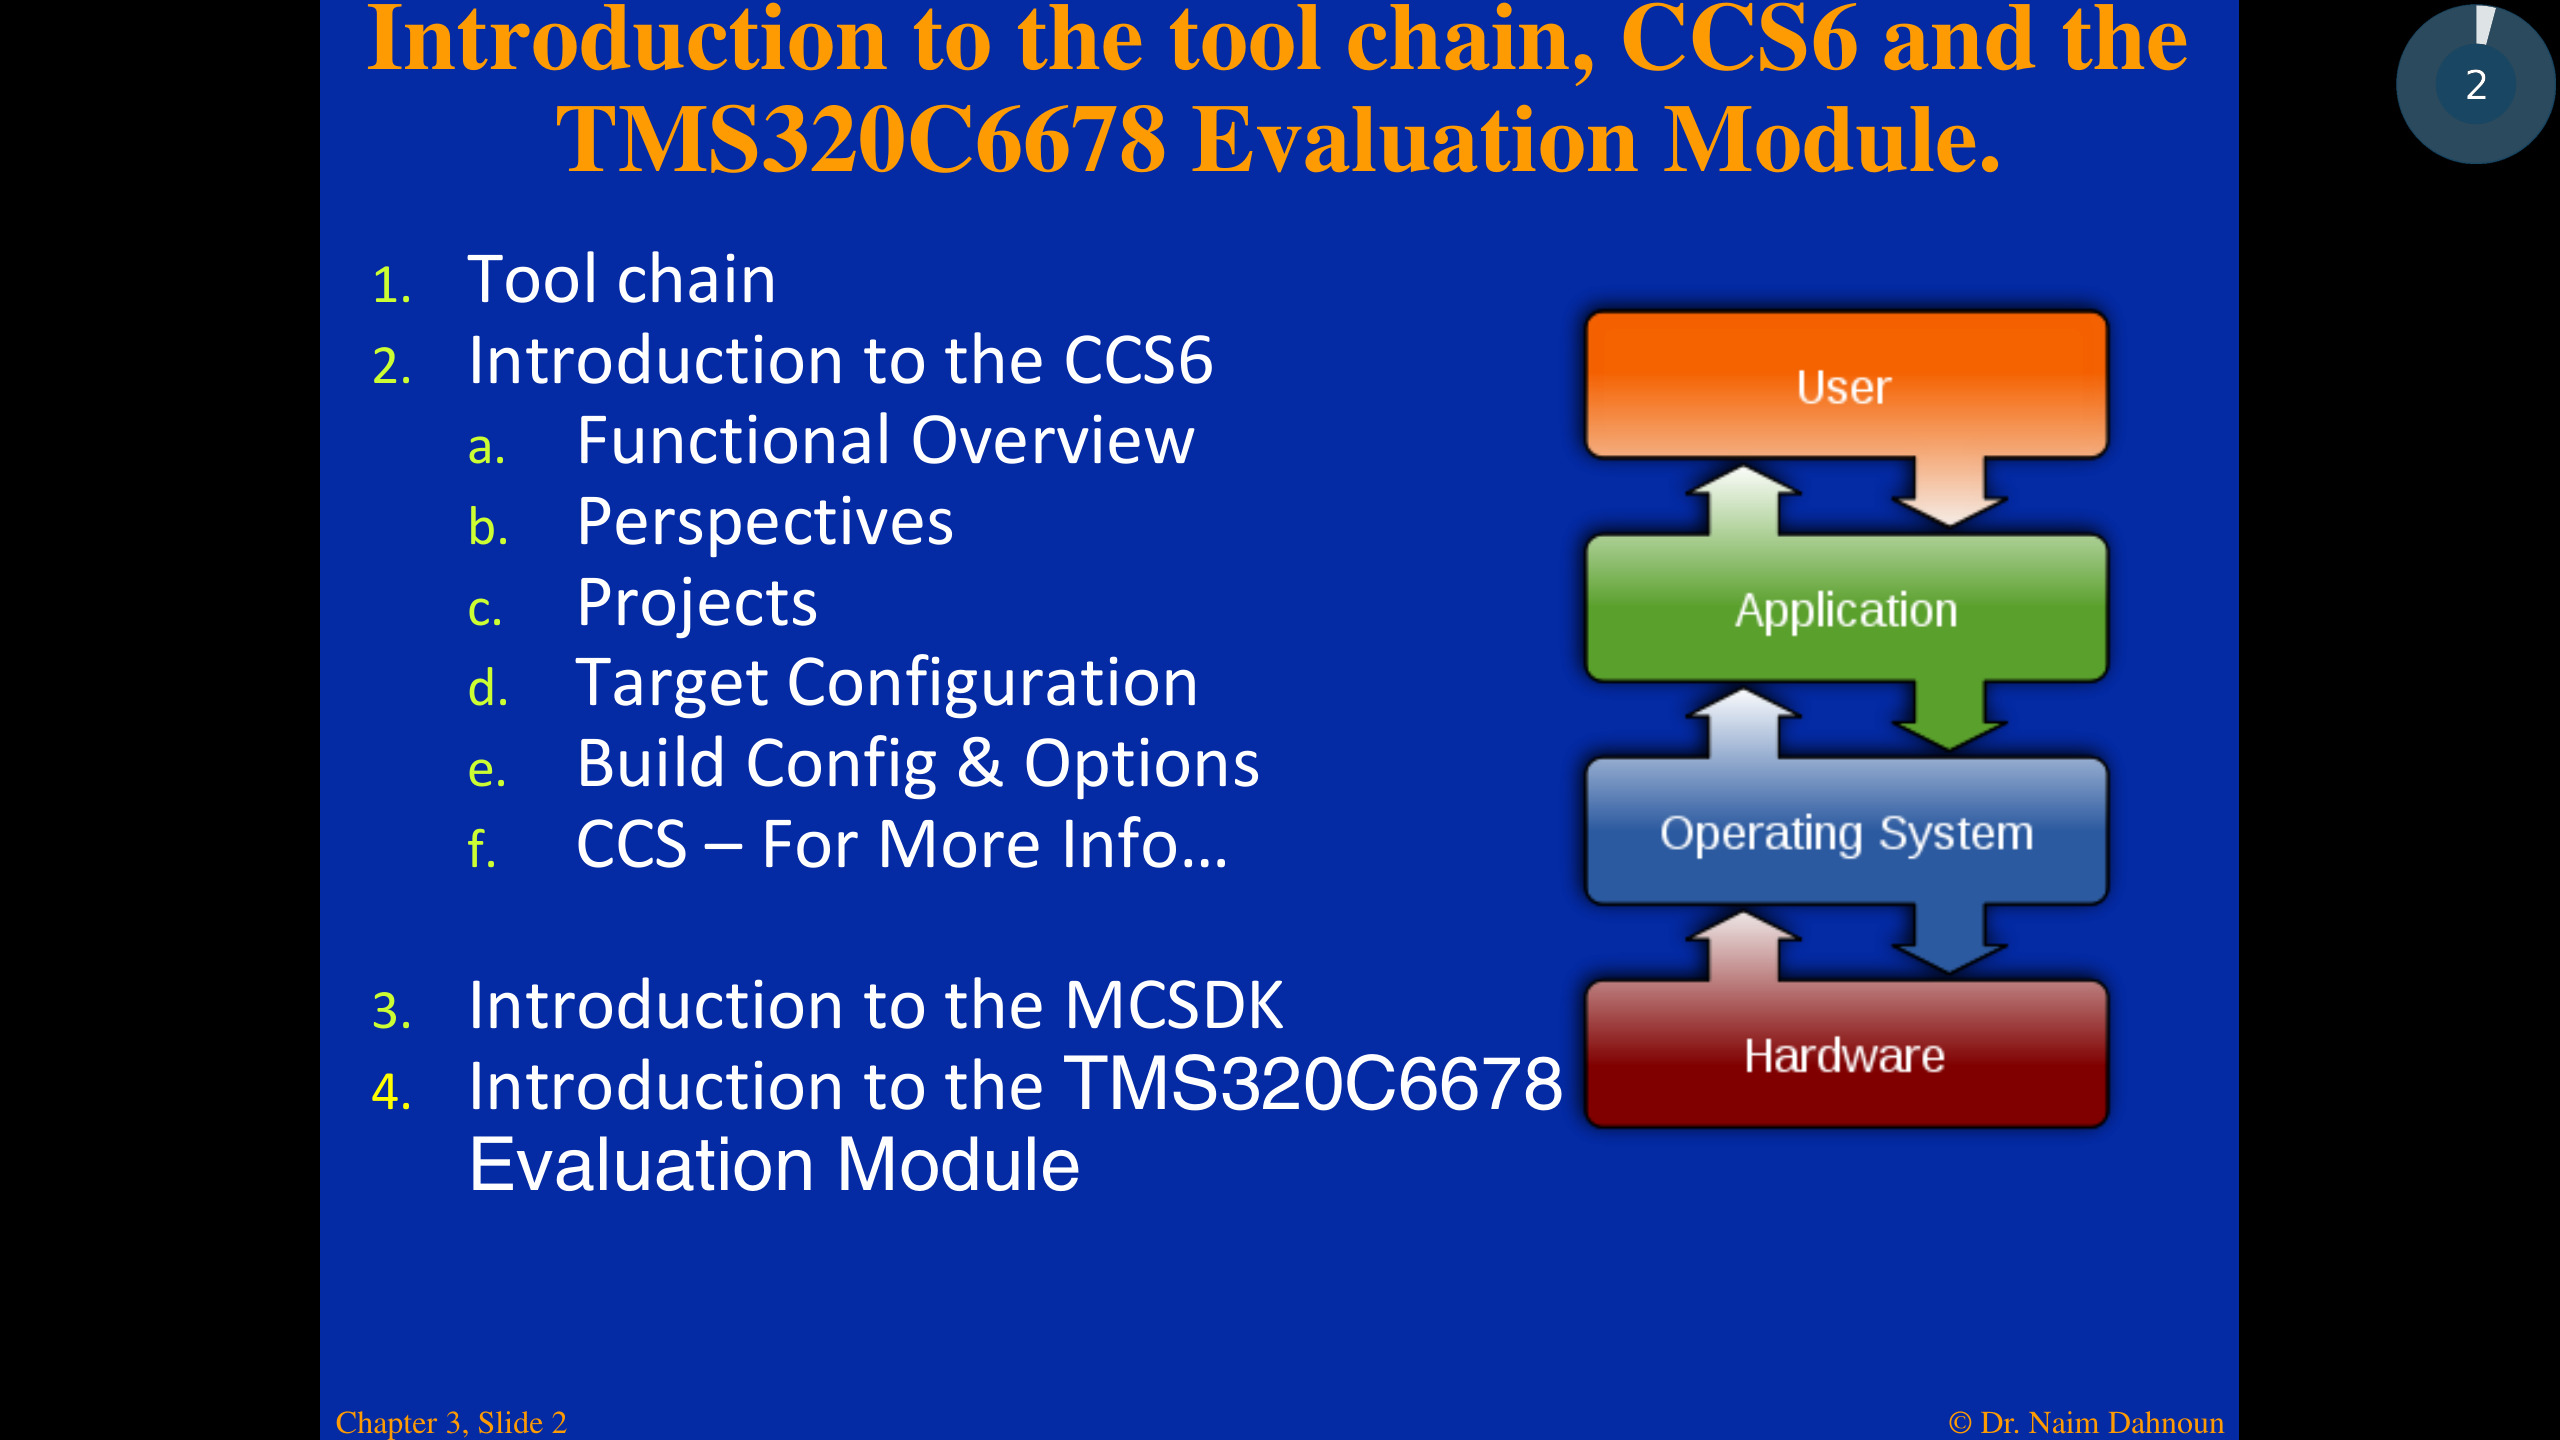 Introduction to the tool chain, CCS6 and the
TMS320C6678 Evaluation Module.
2
1. Tool chain
2. Introduction to the CCS6
a. Functional Overview
b. Perspectives
c. Projects
d. Target Configuration
e. Build Config & Options
f. CCS – For More Info…
3. Introduction to the MCSDK
4. Introduction to the TMS320C6678
Evaluation Module
User
Application
Operating System
Hardware
Chapter 3, Slide 2
© Dr. Naim Dahnoun